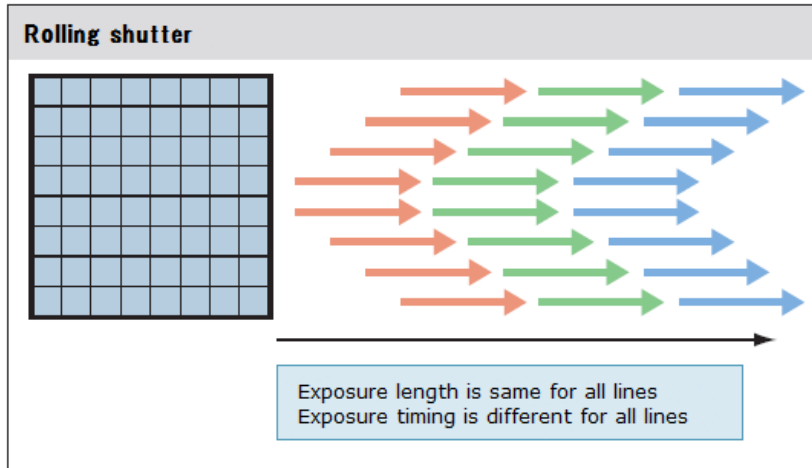 Rolling shutter
Exposure length is same for all lines
Exposure timing is different for all lines